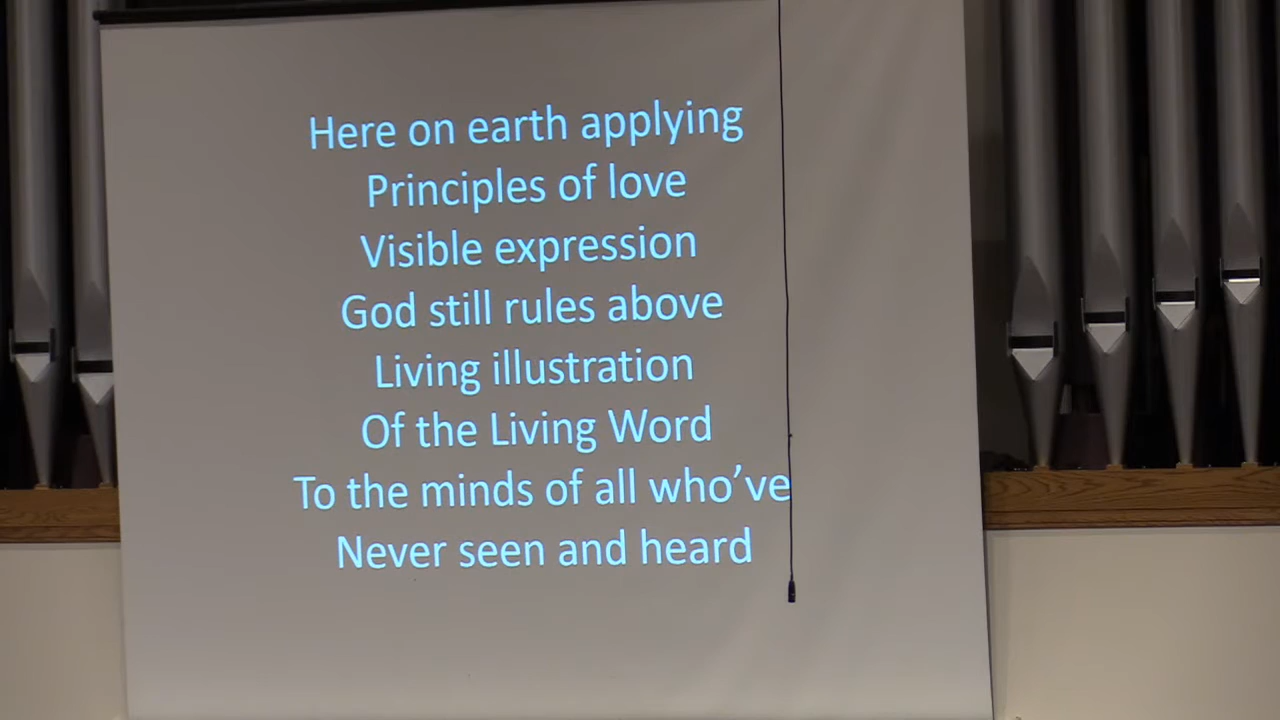 Here on earth applying
Principles of love
Visible expression
God still rules above
Living illustration
Of the Living Word
To the minds of all who’ve
Never seen and heard